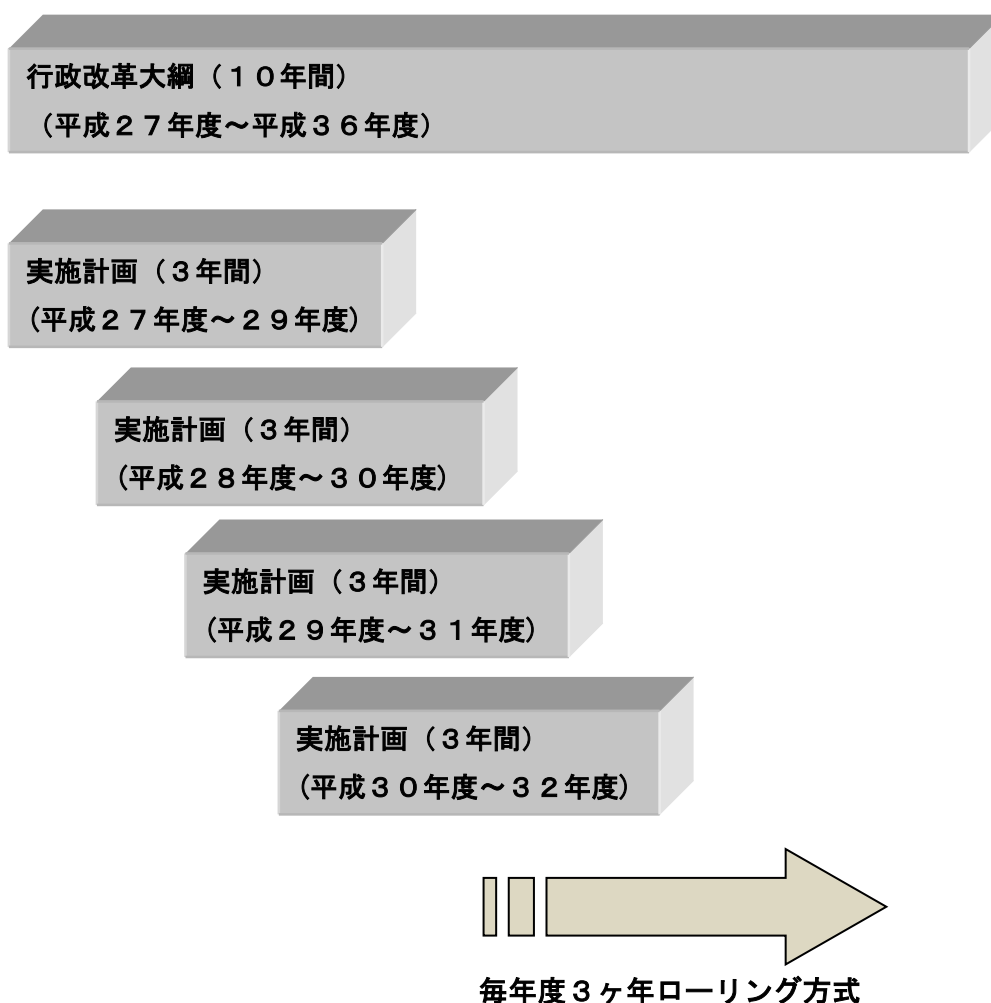 行政改革大綱（１０年間）
（平成２７年度～平成３６年度）
実施計画（３年間）
（平成２７年度～２９年度）
実施計画（３年間）
（平成２８年度～３０年度）
実施計画（３年間）
（平成２９年度～３１年度）
実施計画（３年間）
（平成３０年度～３２年度）
毎年度３ヶ年ローリング方式